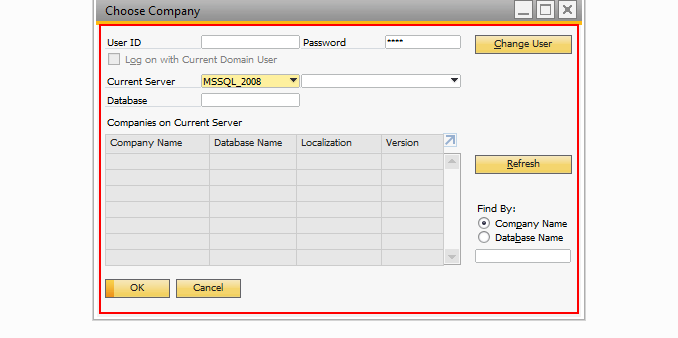 Choose Company
User ID Password **** Change User
Log on with Current Domain User
Current Server MSSQL_2008
Database
Companies on Current Server
Company Name Database Name Localization Version
Refresh
Find By:
Company Name
Database Name
OK Cancel